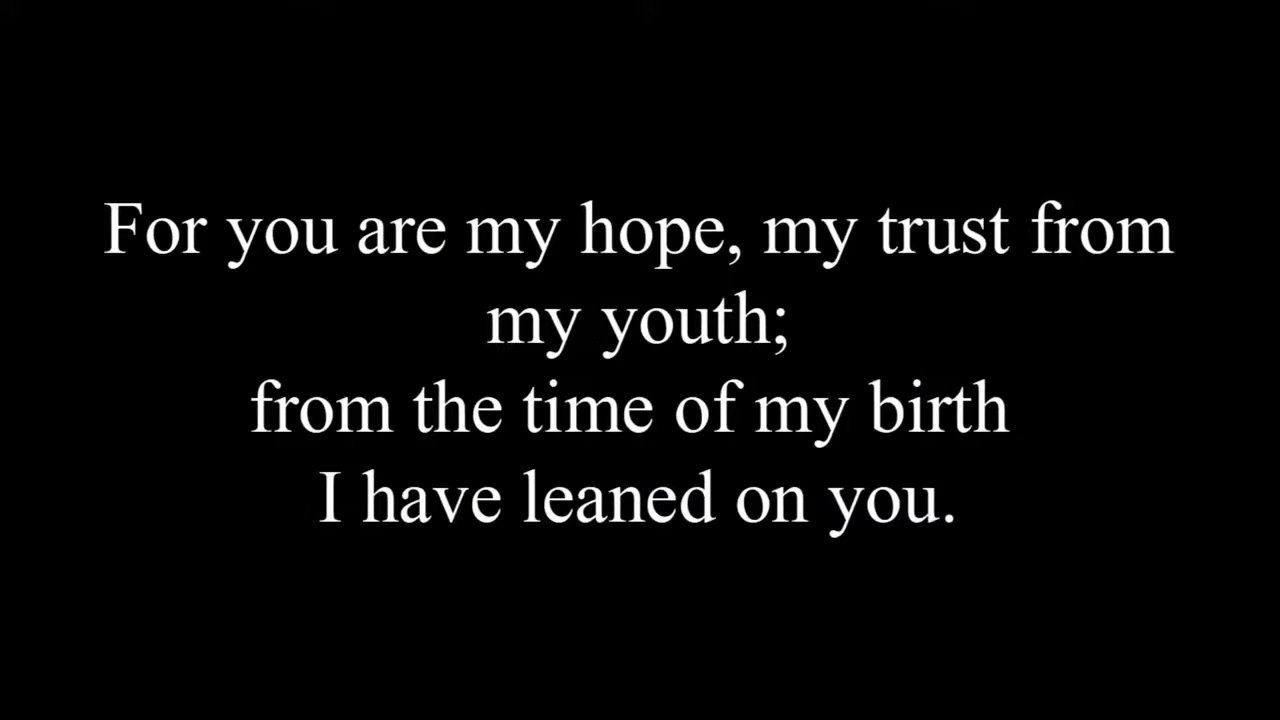 For you are my hope, my trust from
my youth;
from the time of my birth
I have leaned on you.